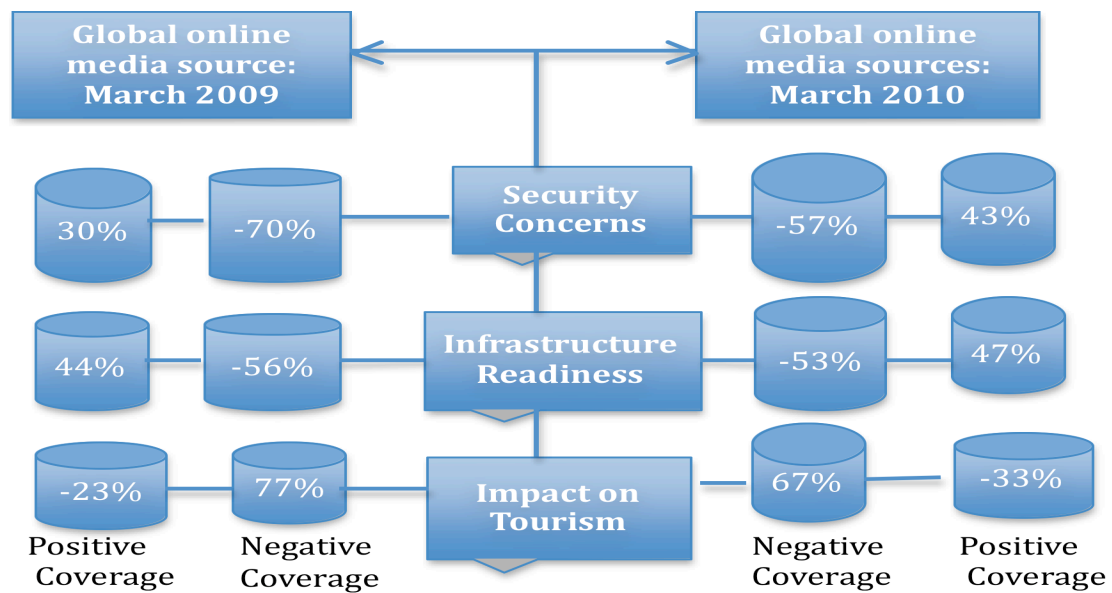 Global online
media source:
March 2009
Global online
media sources:
March 2010
30%
-70%
Security
Concerns
-57%
43%
44%
-56%
Infrastructure
Readiness
-53%
47%
-23%
77%
Impact on
Tourism
67%
-33%
Positive
Coverage
Negative
Coverage
Negative
Coverage
Positive
Coverage